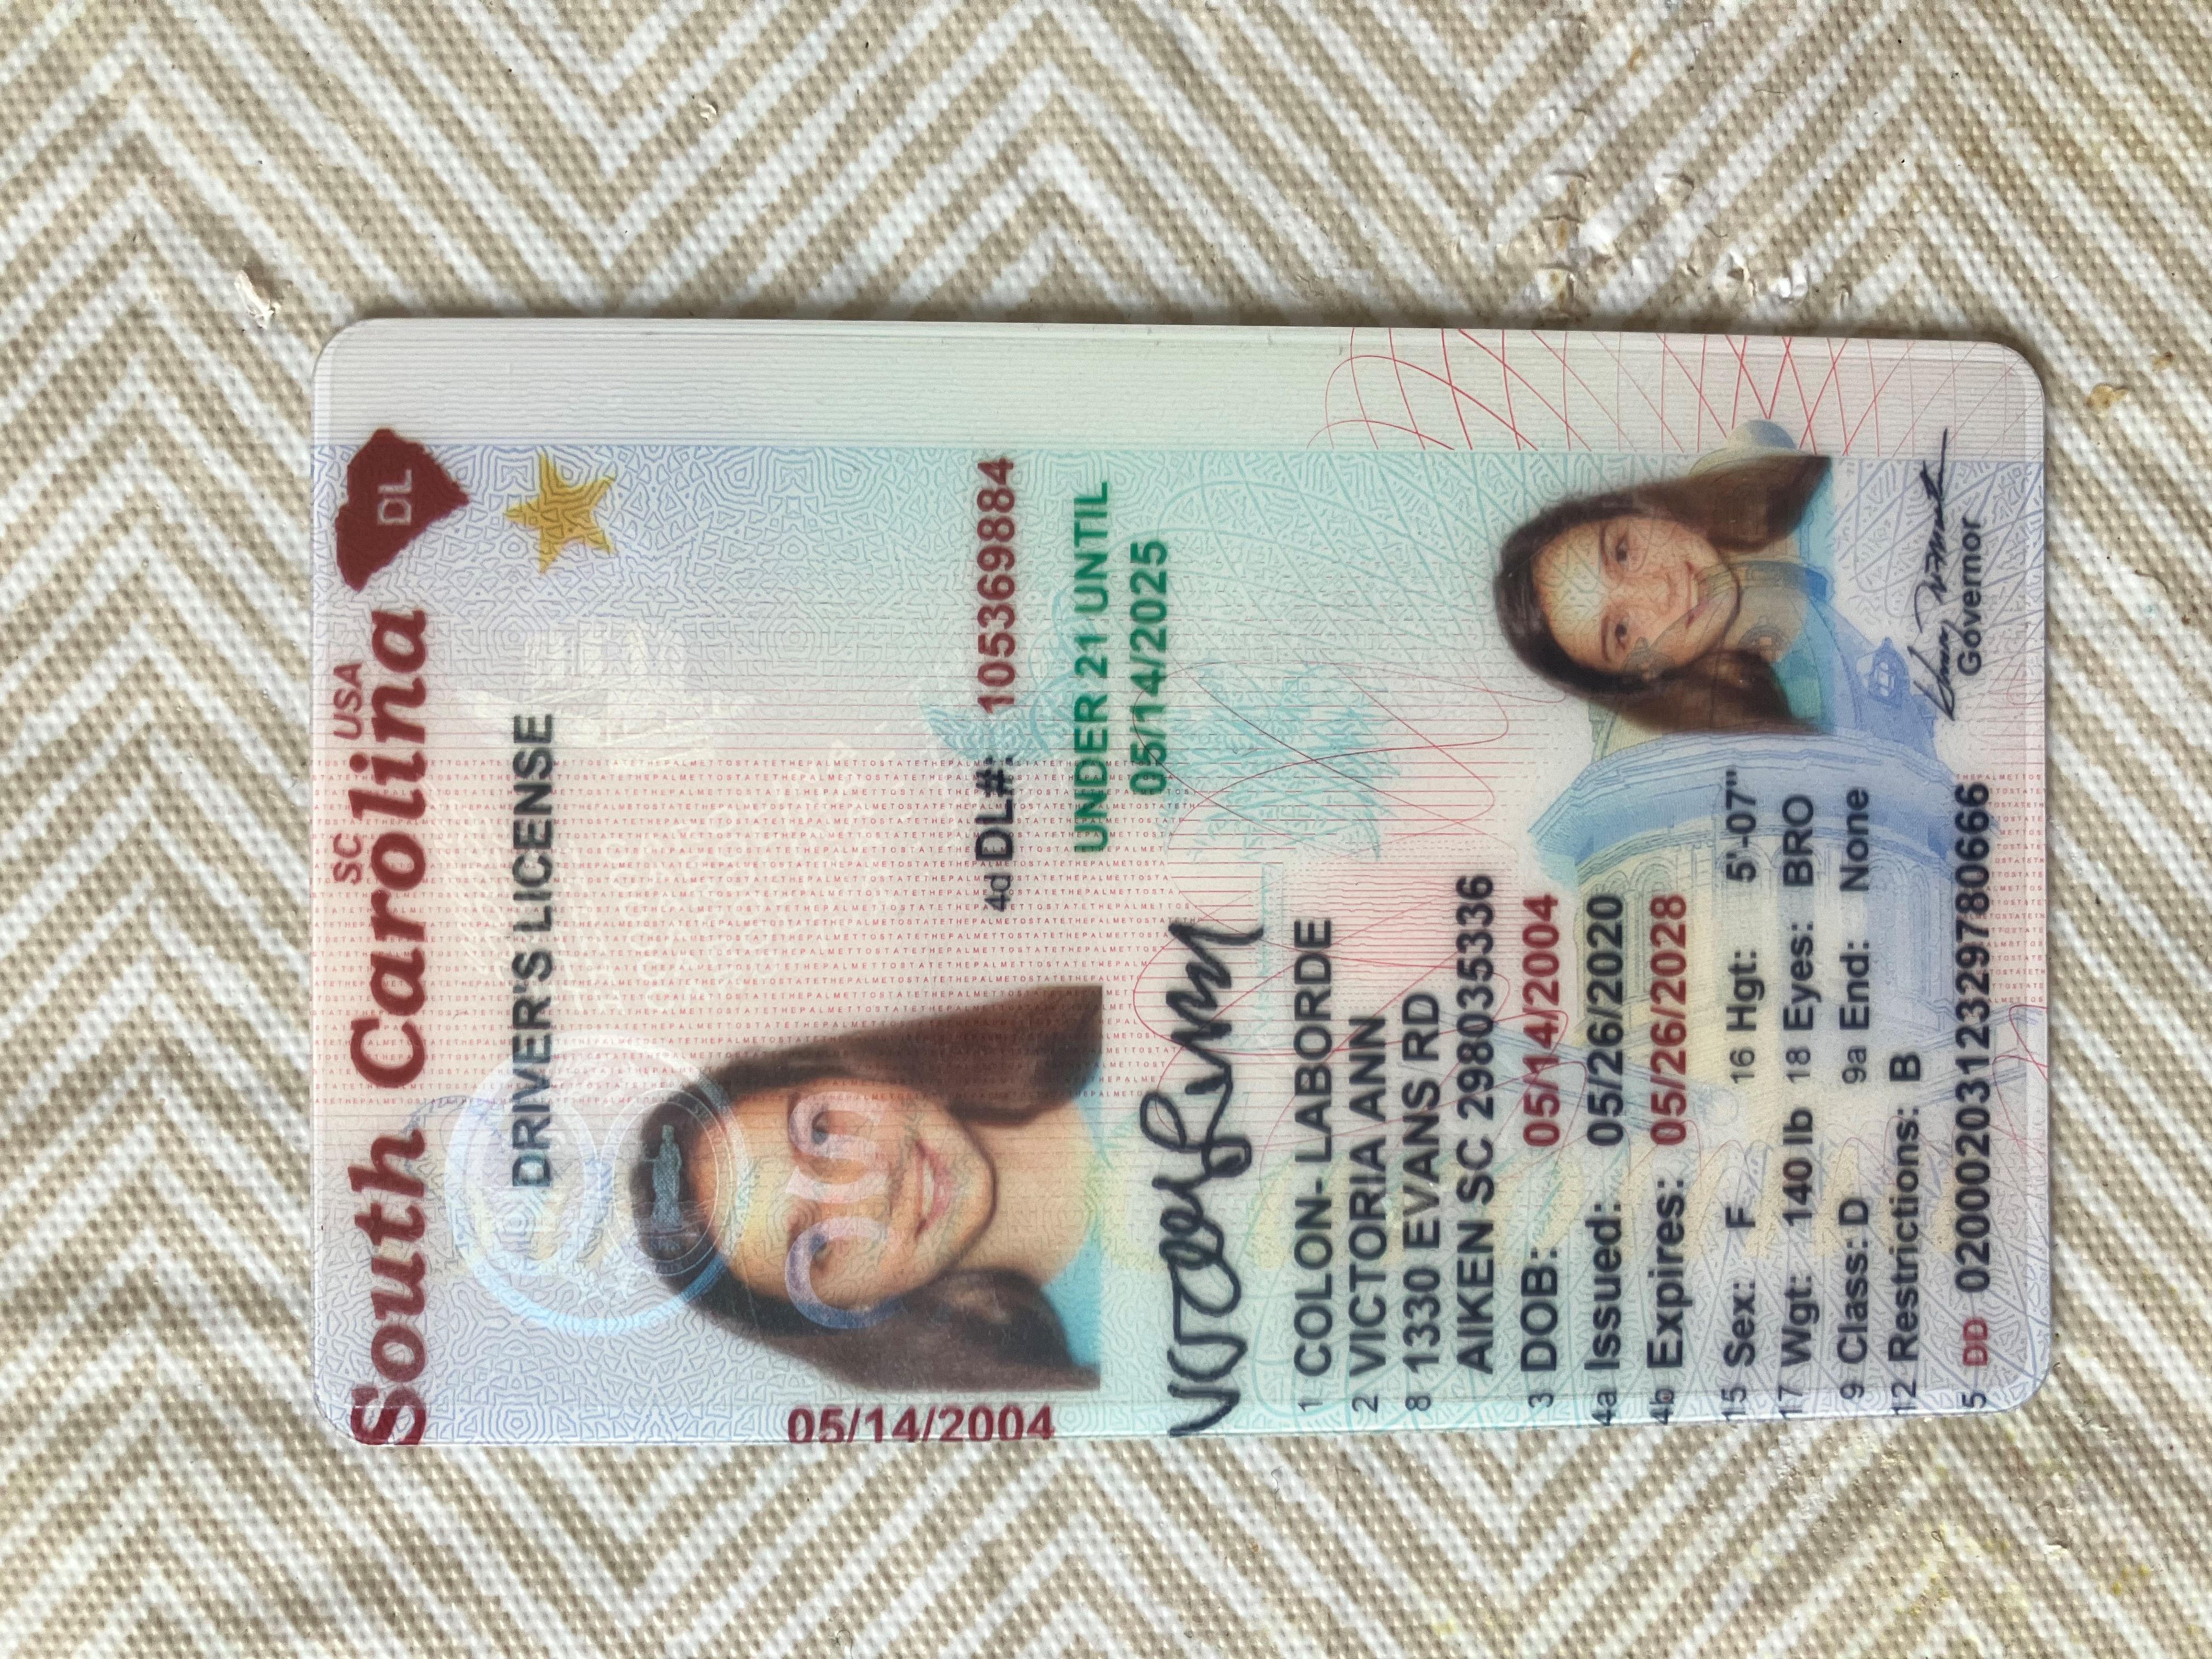 SC USA
South Carolina DL
DRIVER'S LICENSE
05/14/2004
4d DL#: 105369884
UNDER 21 UNTIL
05/14/2025
1 COLON- LABORDE
2 VICTORIA ANN
8 1330 EVANS RD
AIKEN SC 298035336
3 DOB: 05/14/2004
4a Issued: 05/26/2020
4b Expires: 05/26/2028
15 Sex: F 16 Hgt: 5'-07"
17 Wgt: 140 lb 18 Eyes: BRO
9 Class: D 9a End: None
12 Restrictions: B
Governor
5 DD 0200020312329780666